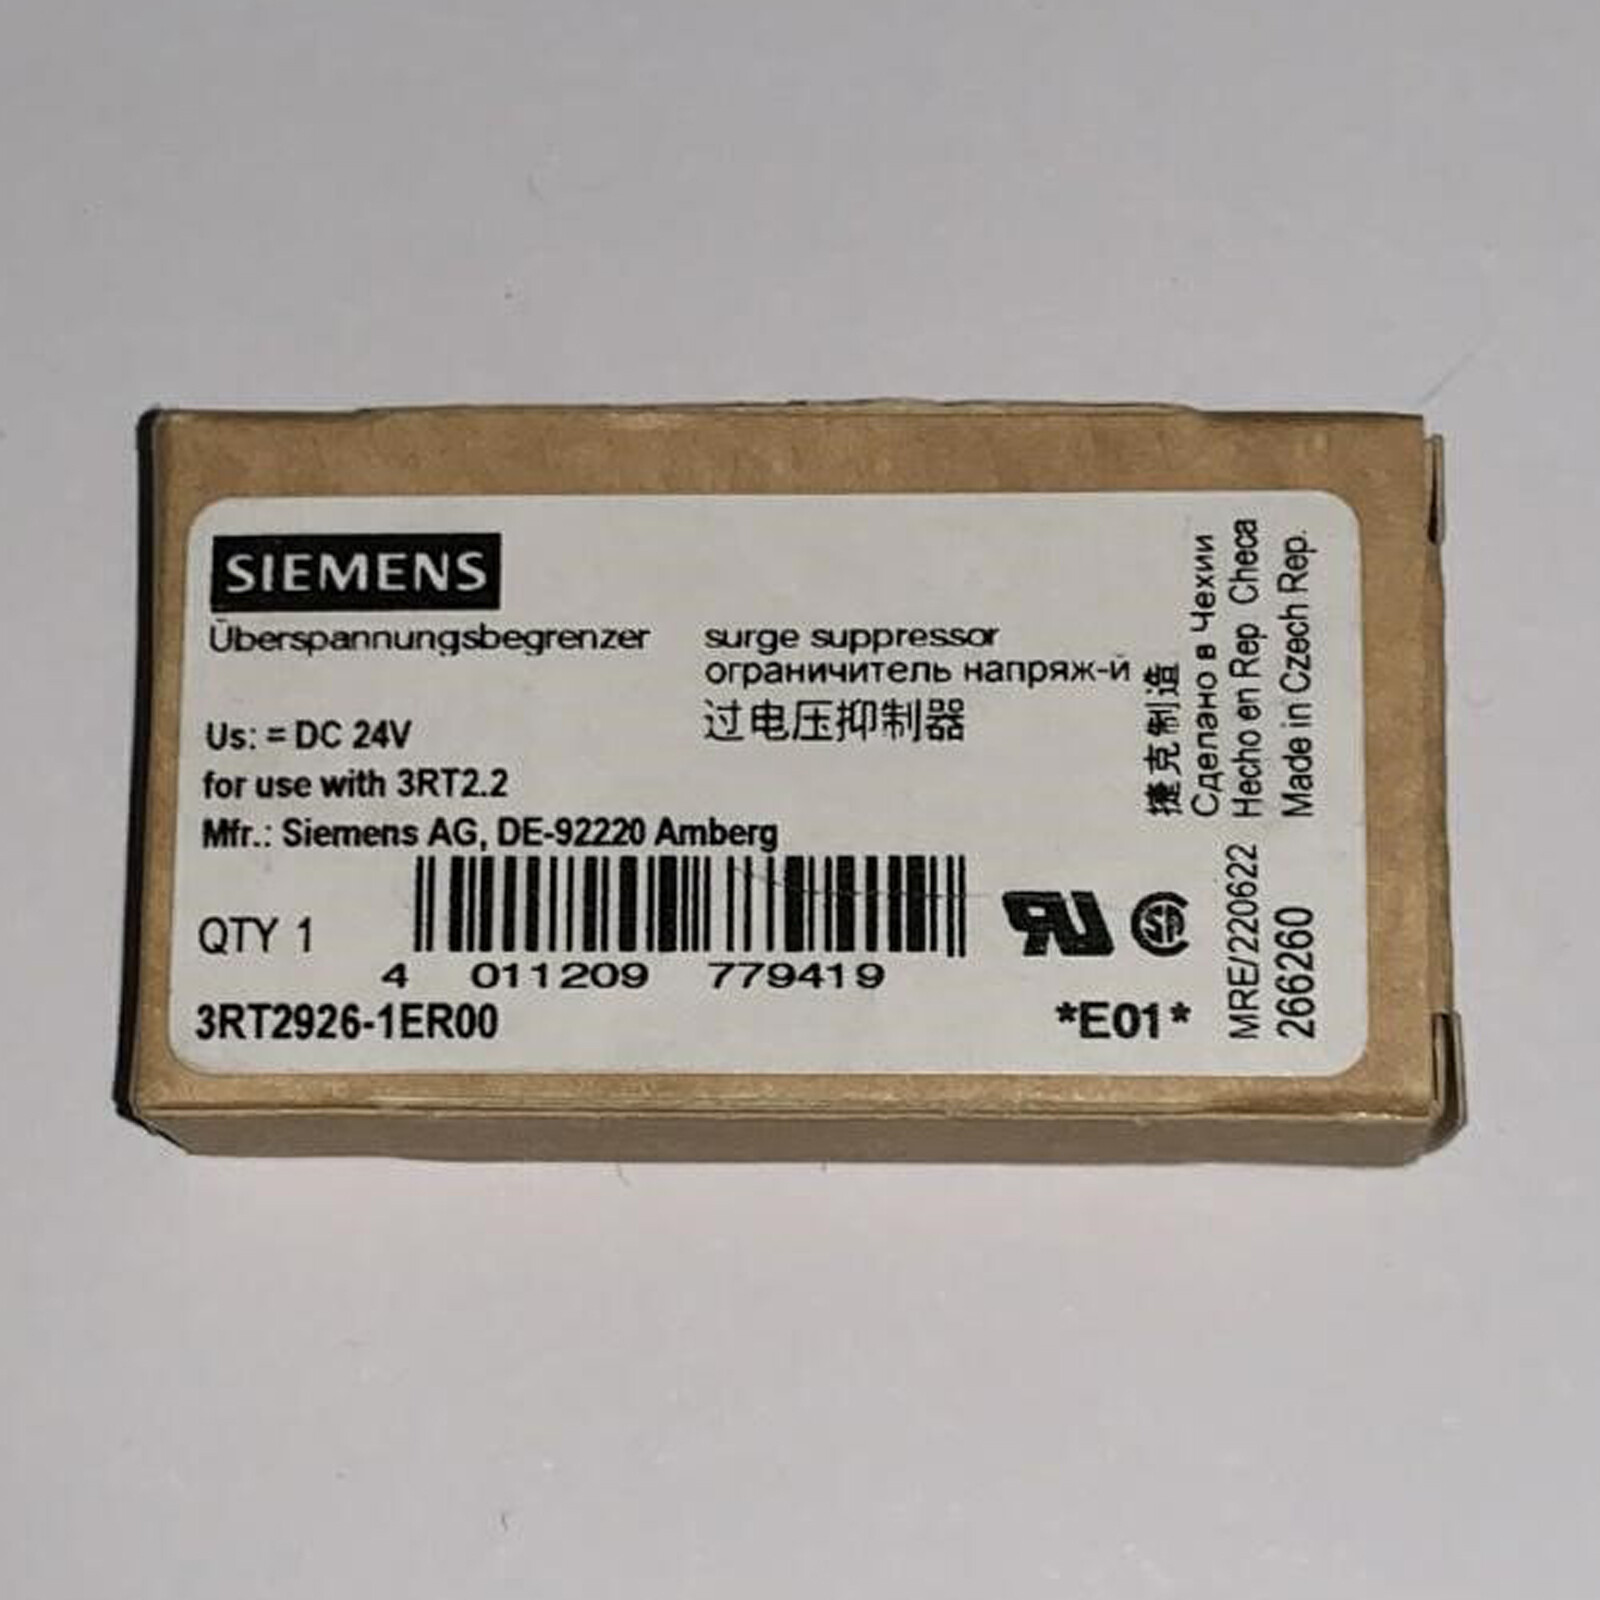 SIEMENS
Überspannungsbegrenzer
surge suppressor
ограничитель напряж-й
过电压抑制器
Us: = DC 24V
for use with 3RT2.2
Mfr.: Siemens AG, DE-92220 Amberg
QTY 1
4 011209 779419
3RT2926-1ER00
*E01*
捷克制造
Сделано в Чехии
Hecho en Rep Checa
Made in Czech Rep.
MRE/220622
266260